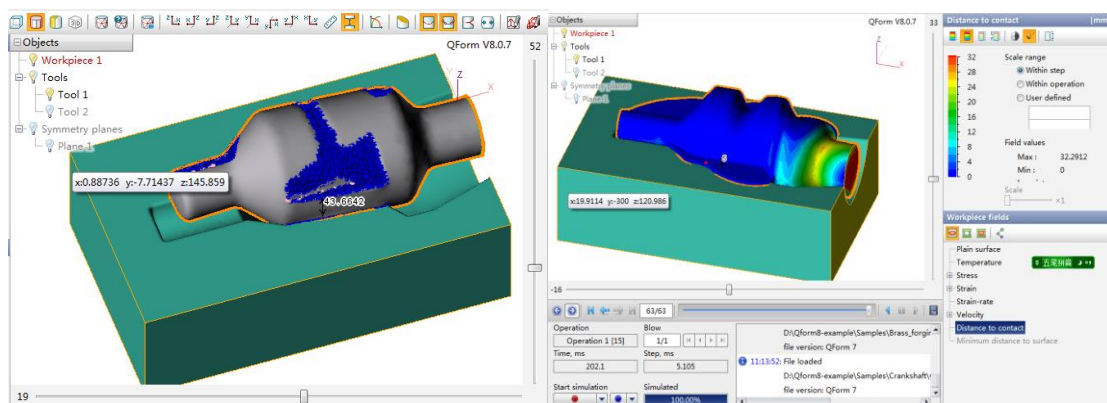 Objects
Workpiece 1
Tools
Tool 1
Tool 2
Symmetry planes
Plane 1
QForm V8.0.7
52
Z
X
x:0.88736 y:-7.71437 z:145.859
43.6642
19
Objects
Workpiece 1
Tools
Tool 1
Tool 2
Symmetry planes
Plane 1
QForm V8.0.7
33
x:19.9114 y:-300 z:120.986
-16
63/63
Operation
Operation 1 [15]
Blow
1/1
Time, ms
202.1
Step, ms
5.105
Start simulation
Simulated
100.00%
D:\Qform8-example\Samples\Brass_forgin
file version: QForm 7
11:13:52: File loaded
D:\Qform8-example\Samples\Crankshaft\
file version: QForm 7
Distance to contact [mm
32
28
24
20
16
12
8
4
0
Scale range
Within step
Within operation
User defined
Field values
Max : 32.2912
Min : 0
Scale
×1
Workpiece fields
Plain surface
Temperature
五笔拼音
Stress
Strain
Strain-rate
Velocity
Distance to contact
Minimum distance to surface